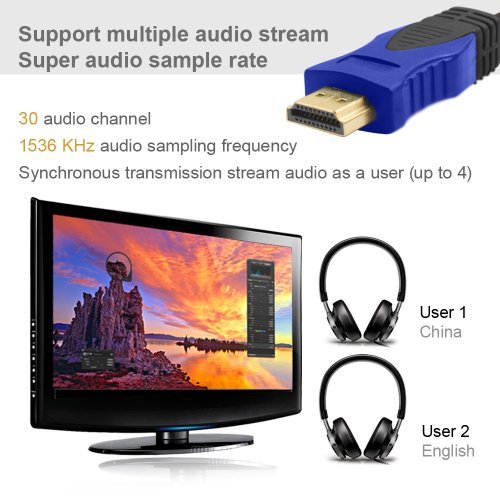 Support multiple audio stream
Super audio sample rate
30 audio channel
1536 KHz audio sampling frequency
Synchronous transmission stream audio as a user (up to 4)
User 1
China
User 2
English